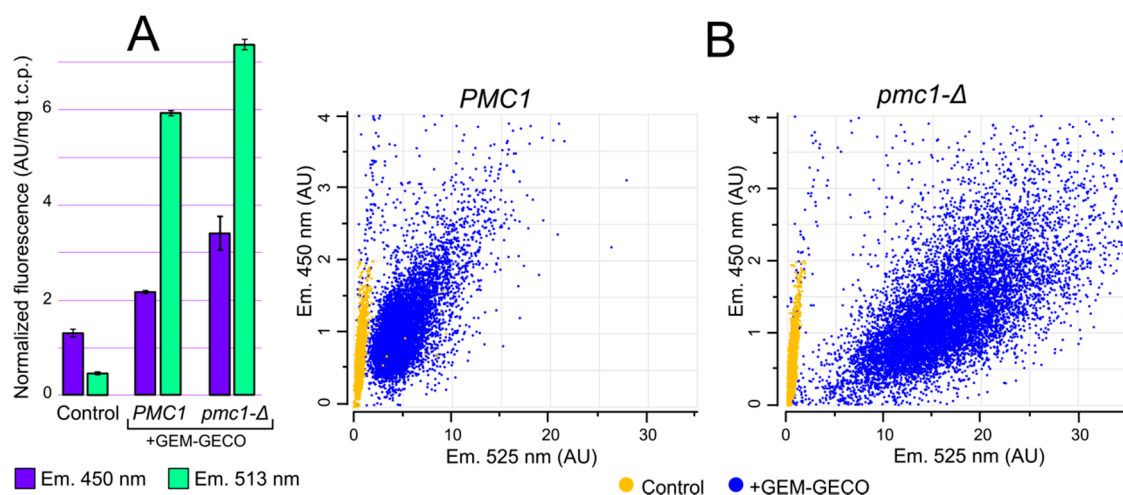 A
B
Normalized fluorescence (AU/mg t.c.p.)
6
4
2
0
Control
PMC1
pmc1-Δ
+GEM-GECO
Em. 450 nm
Em. 513 nm
PMC1
Em. 450 nm (AU)
4
3
2
1
0
0
10
20
30
Em. 525 nm (AU)
pmc1-Δ
Em. 450 nm (AU)
4
3
2
1
0
0
10
20
30
Em. 525 nm (AU)
Control
+GEM-GECO